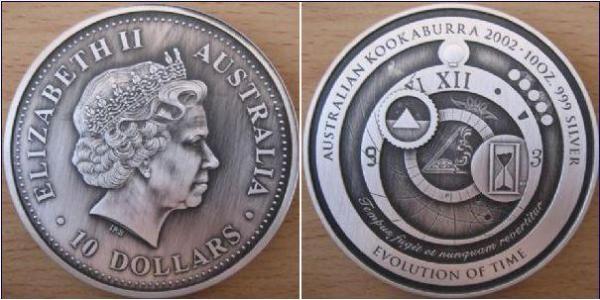 ELIZABETH II
AUSTRALIA
10 DOLLARS
IRB
AUSTRALIAN KOOKABURRA 2002 · 10OZ. 999 SILVER
XI XII
9
3
Tempus fugit et nunquam revertitur
EVOLUTION OF TIME